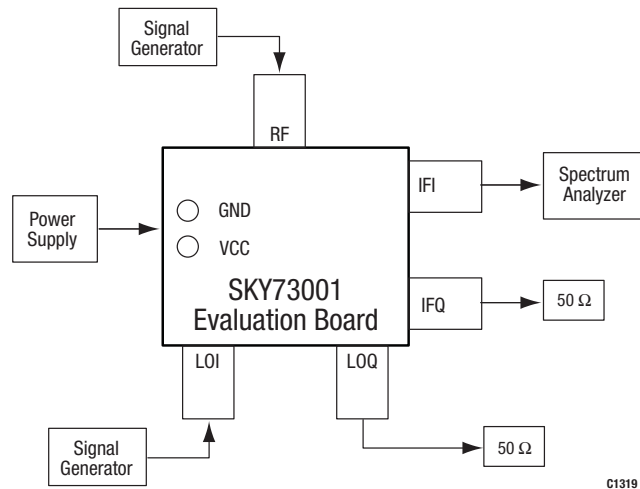 Signal
Generator
RF
IFI
Spectrum
Analyzer
GND
Power
Supply
VCC
SKY73001
Evaluation Board
IFQ
50 Ω
LOI
LOQ
Signal
Generator
50 Ω
C1319